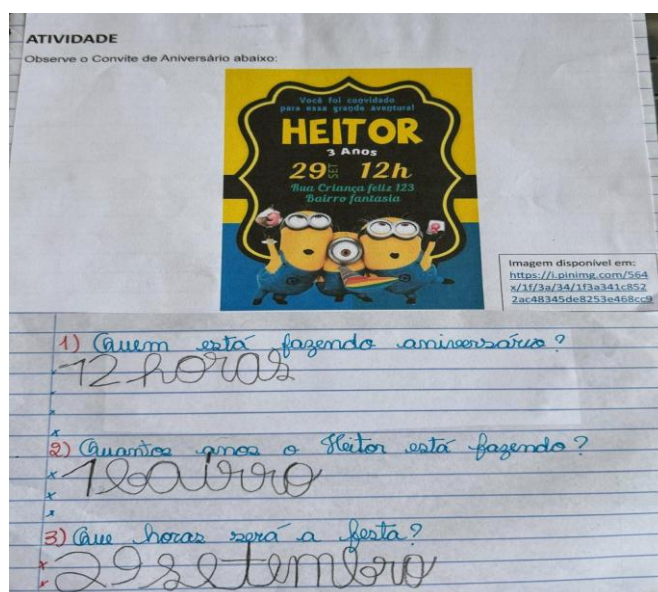 ATIVIDADE
Observe o Convite de Aniversário abaixo:
Você foi convidado
para essa grande aventura!
HEITOR
3 Anos
29 SET 12h
Rua Criança feliz 123
Bairro fantasia
Imagem disponível em:
https://i.pinimg.com/564
x/1f/3a/34/1f3a341c852
2ac48345de8253e468cc9
1) Quem está fazendo aniversário?
12 horas
2) Quantos anos o Heitor está fazendo?
1 bairro
3) Que horas será a festa?
29 setembro